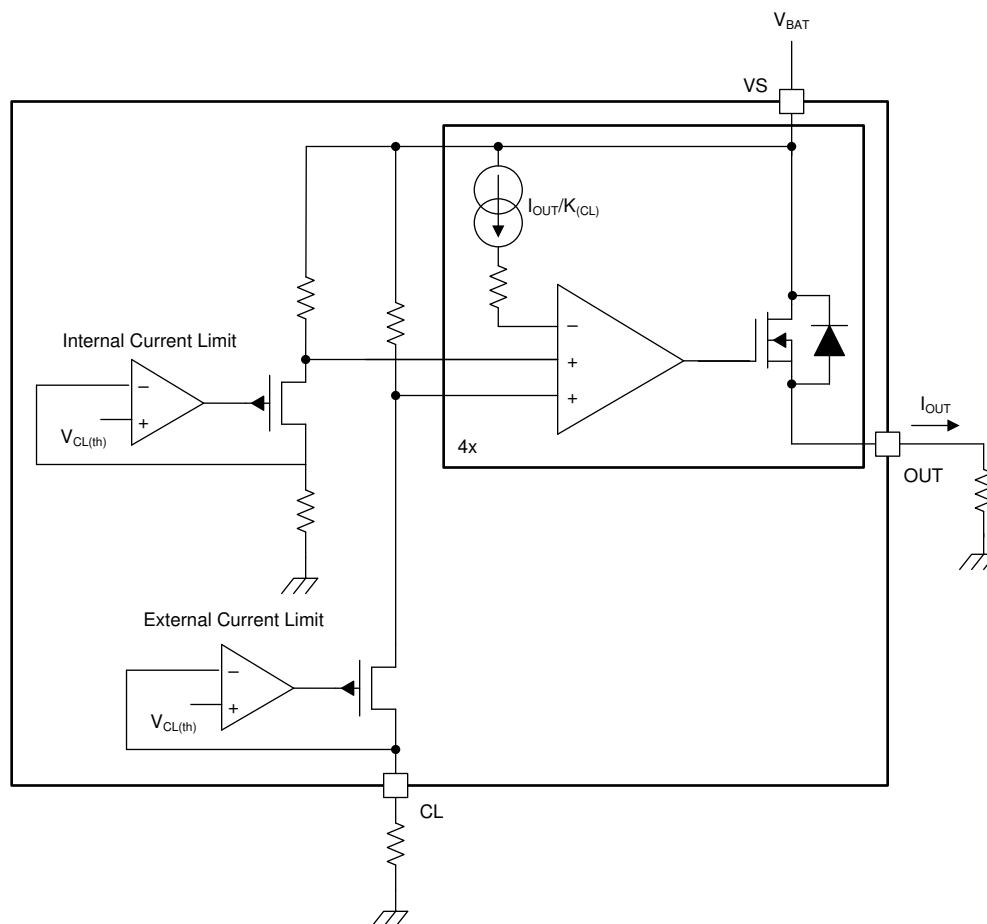 V_BAT
VS
I_OUT/K_(CL)
Internal Current Limit
−
+
V_CL(th)
−
+
+
4x
I_OUT
OUT
External Current Limit
−
+
V_CL(th)
CL